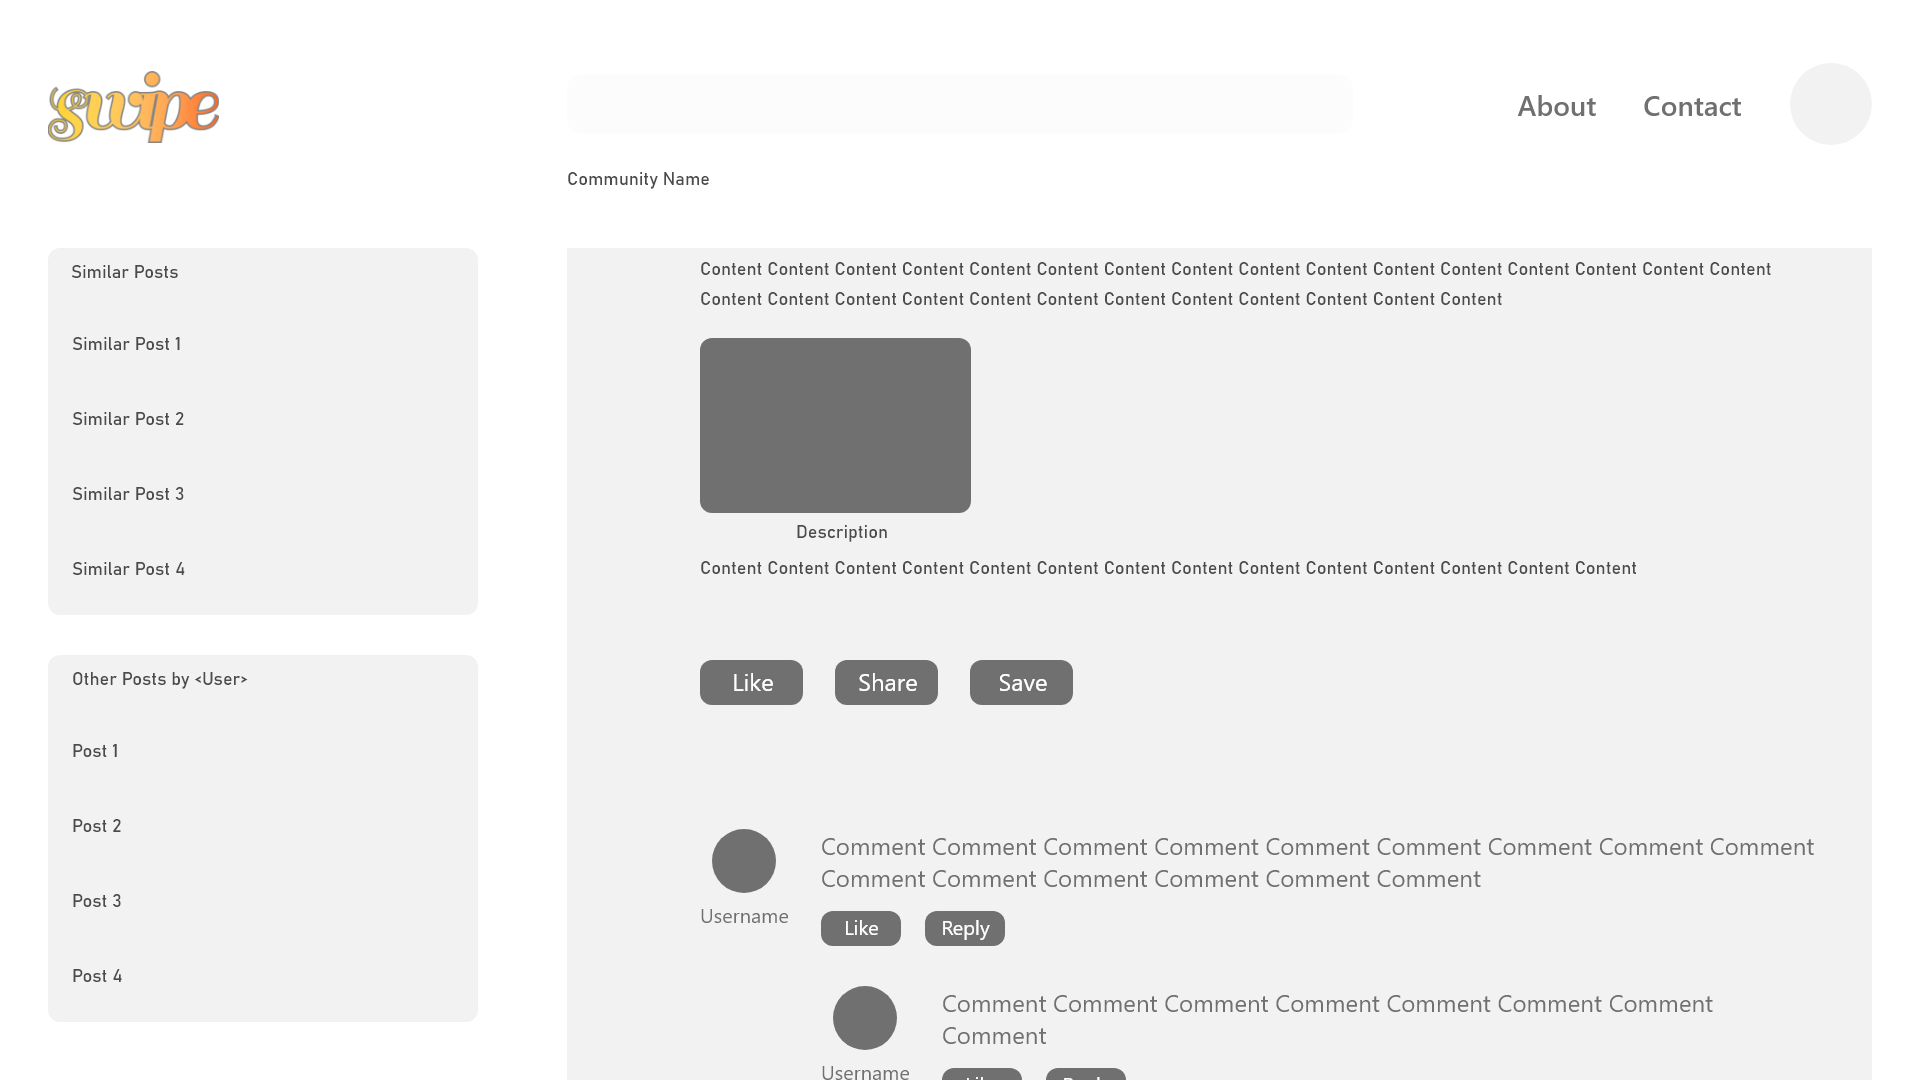 swipe
About
Contact
Community Name
Similar Posts
Similar Post 1
Similar Post 2
Similar Post 3
Similar Post 4
Other Posts by <User>
Post 1
Post 2
Post 3
Post 4
Content Content Content Content Content Content Content Content Content Content Content Content Content Content Content Content
Content Content Content Content Content Content Content Content Content Content Content Content
Description
Content Content Content Content Content Content Content Content Content Content Content Content Content Content
Like
Share
Save
Comment Comment Comment Comment Comment Comment Comment Comment Comment
Comment Comment Comment Comment Comment Comment
Username
Like
Reply
Comment Comment Comment Comment Comment Comment Comment
Comment
Username
Like
Reply